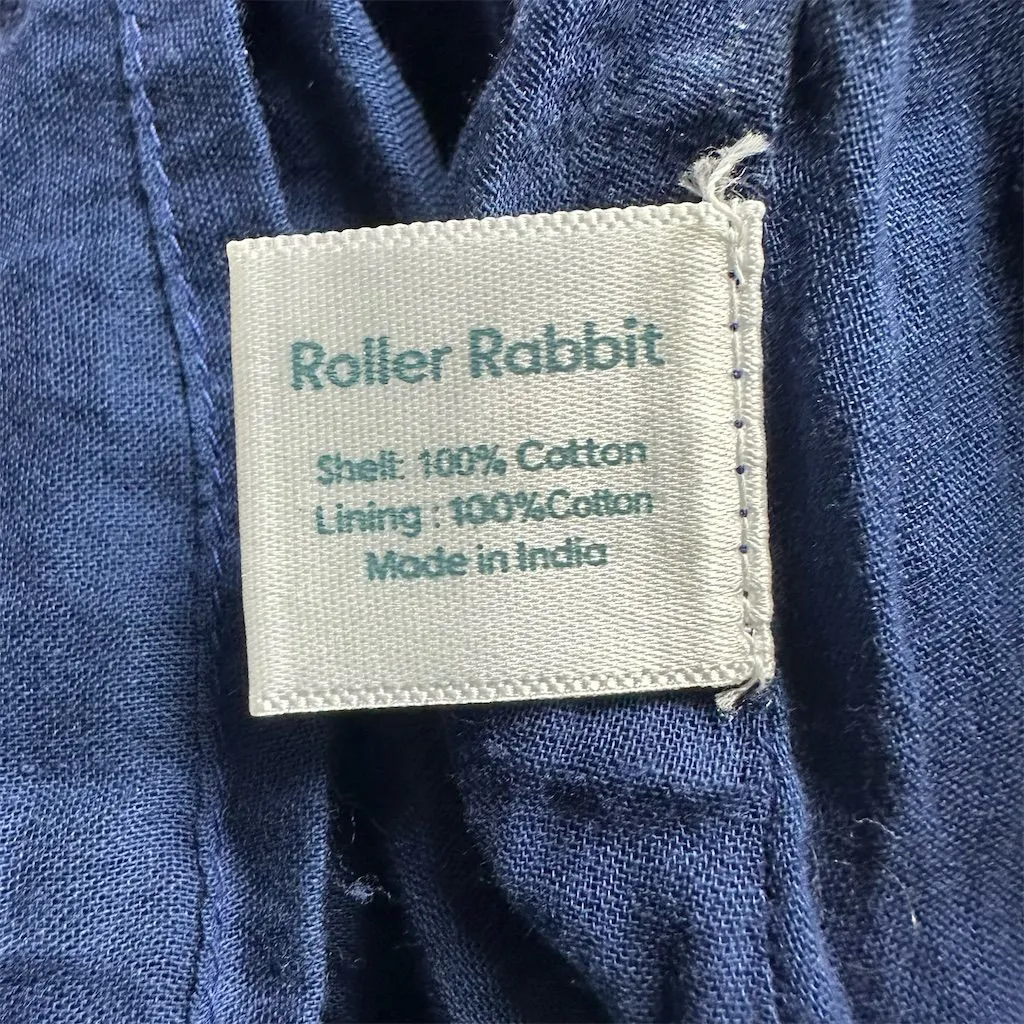 Roller Rabbit
Shell: 100% Cotton
Lining : 100%Cotton
Made in India